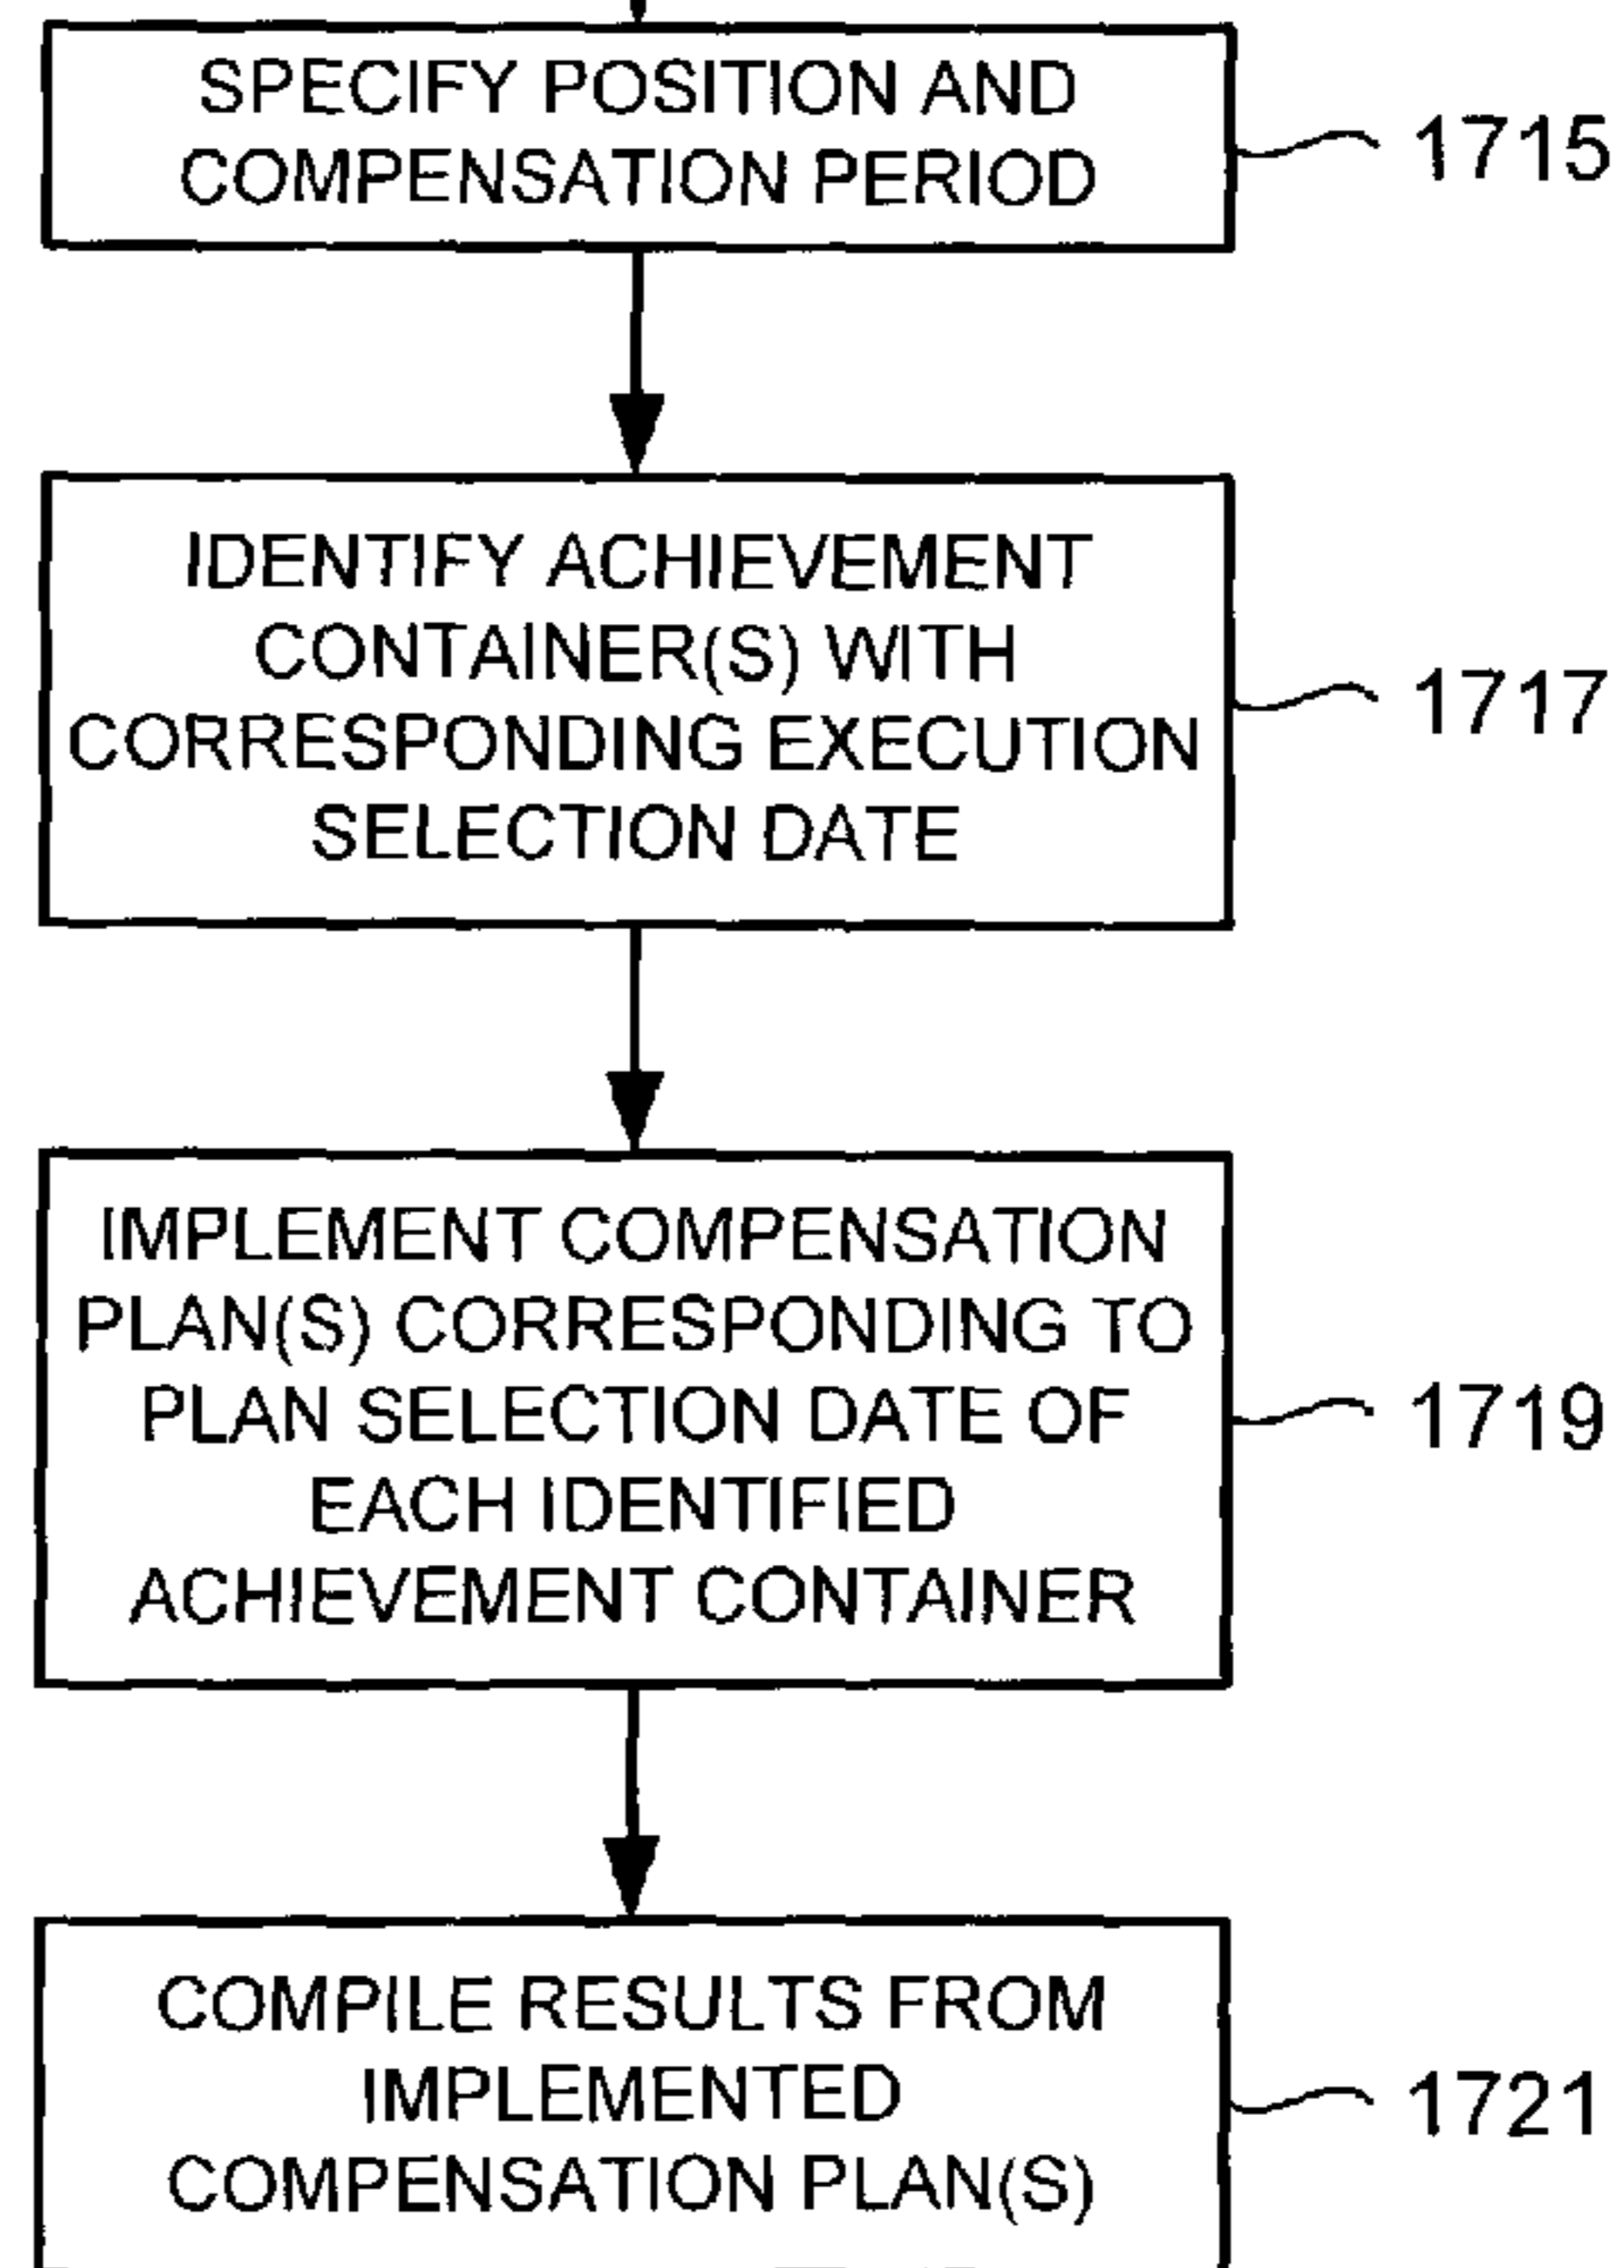 SPECIFY POSITION AND
COMPENSATION PERIOD
1715
IDENTIFY ACHIEVEMENT
CONTAINER(S) WITH
CORRESPONDING EXECUTION
SELECTION DATE
1717
IMPLEMENT COMPENSATION
PLAN(S) CORRESPONDING TO
PLAN SELECTION DATE OF
EACH IDENTIFIED
ACHIEVEMENT CONTAINER
1719
COMPILE RESULTS FROM
IMPLEMENTED
COMPENSATION PLAN(S)
1721